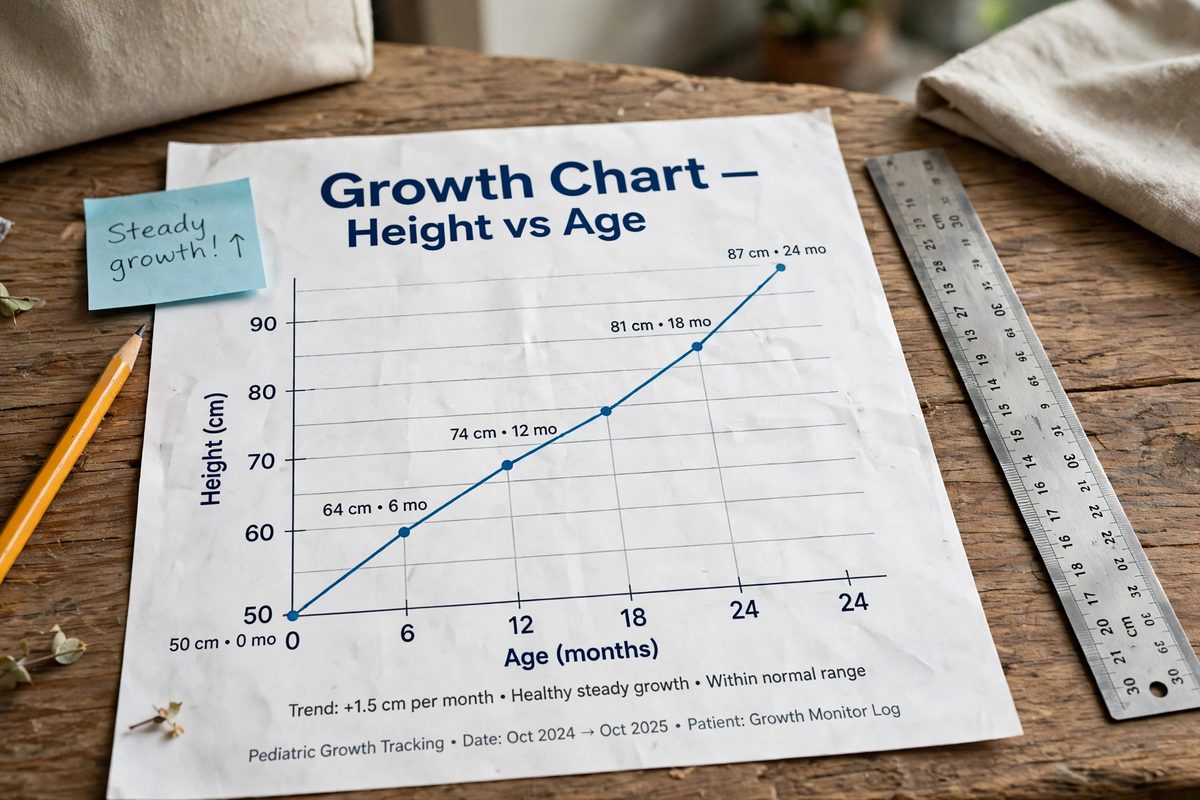 Steady
growth! ↑
Growth Chart –
Height vs Age
87 cm • 24 mo
81 cm • 18 mo
74 cm • 12 mo
64 cm • 6 mo
50 cm • 0 mo
Height (cm)
90
80
70
60
50
0 6 12 18 24 24
Age (months)
Trend: +1.5 cm per month • Healthy steady growth • Within normal range
Pediatric Growth Tracking • Date: Oct 2024 → Oct 2025 • Patient: Growth Monitor Log
cm
cm